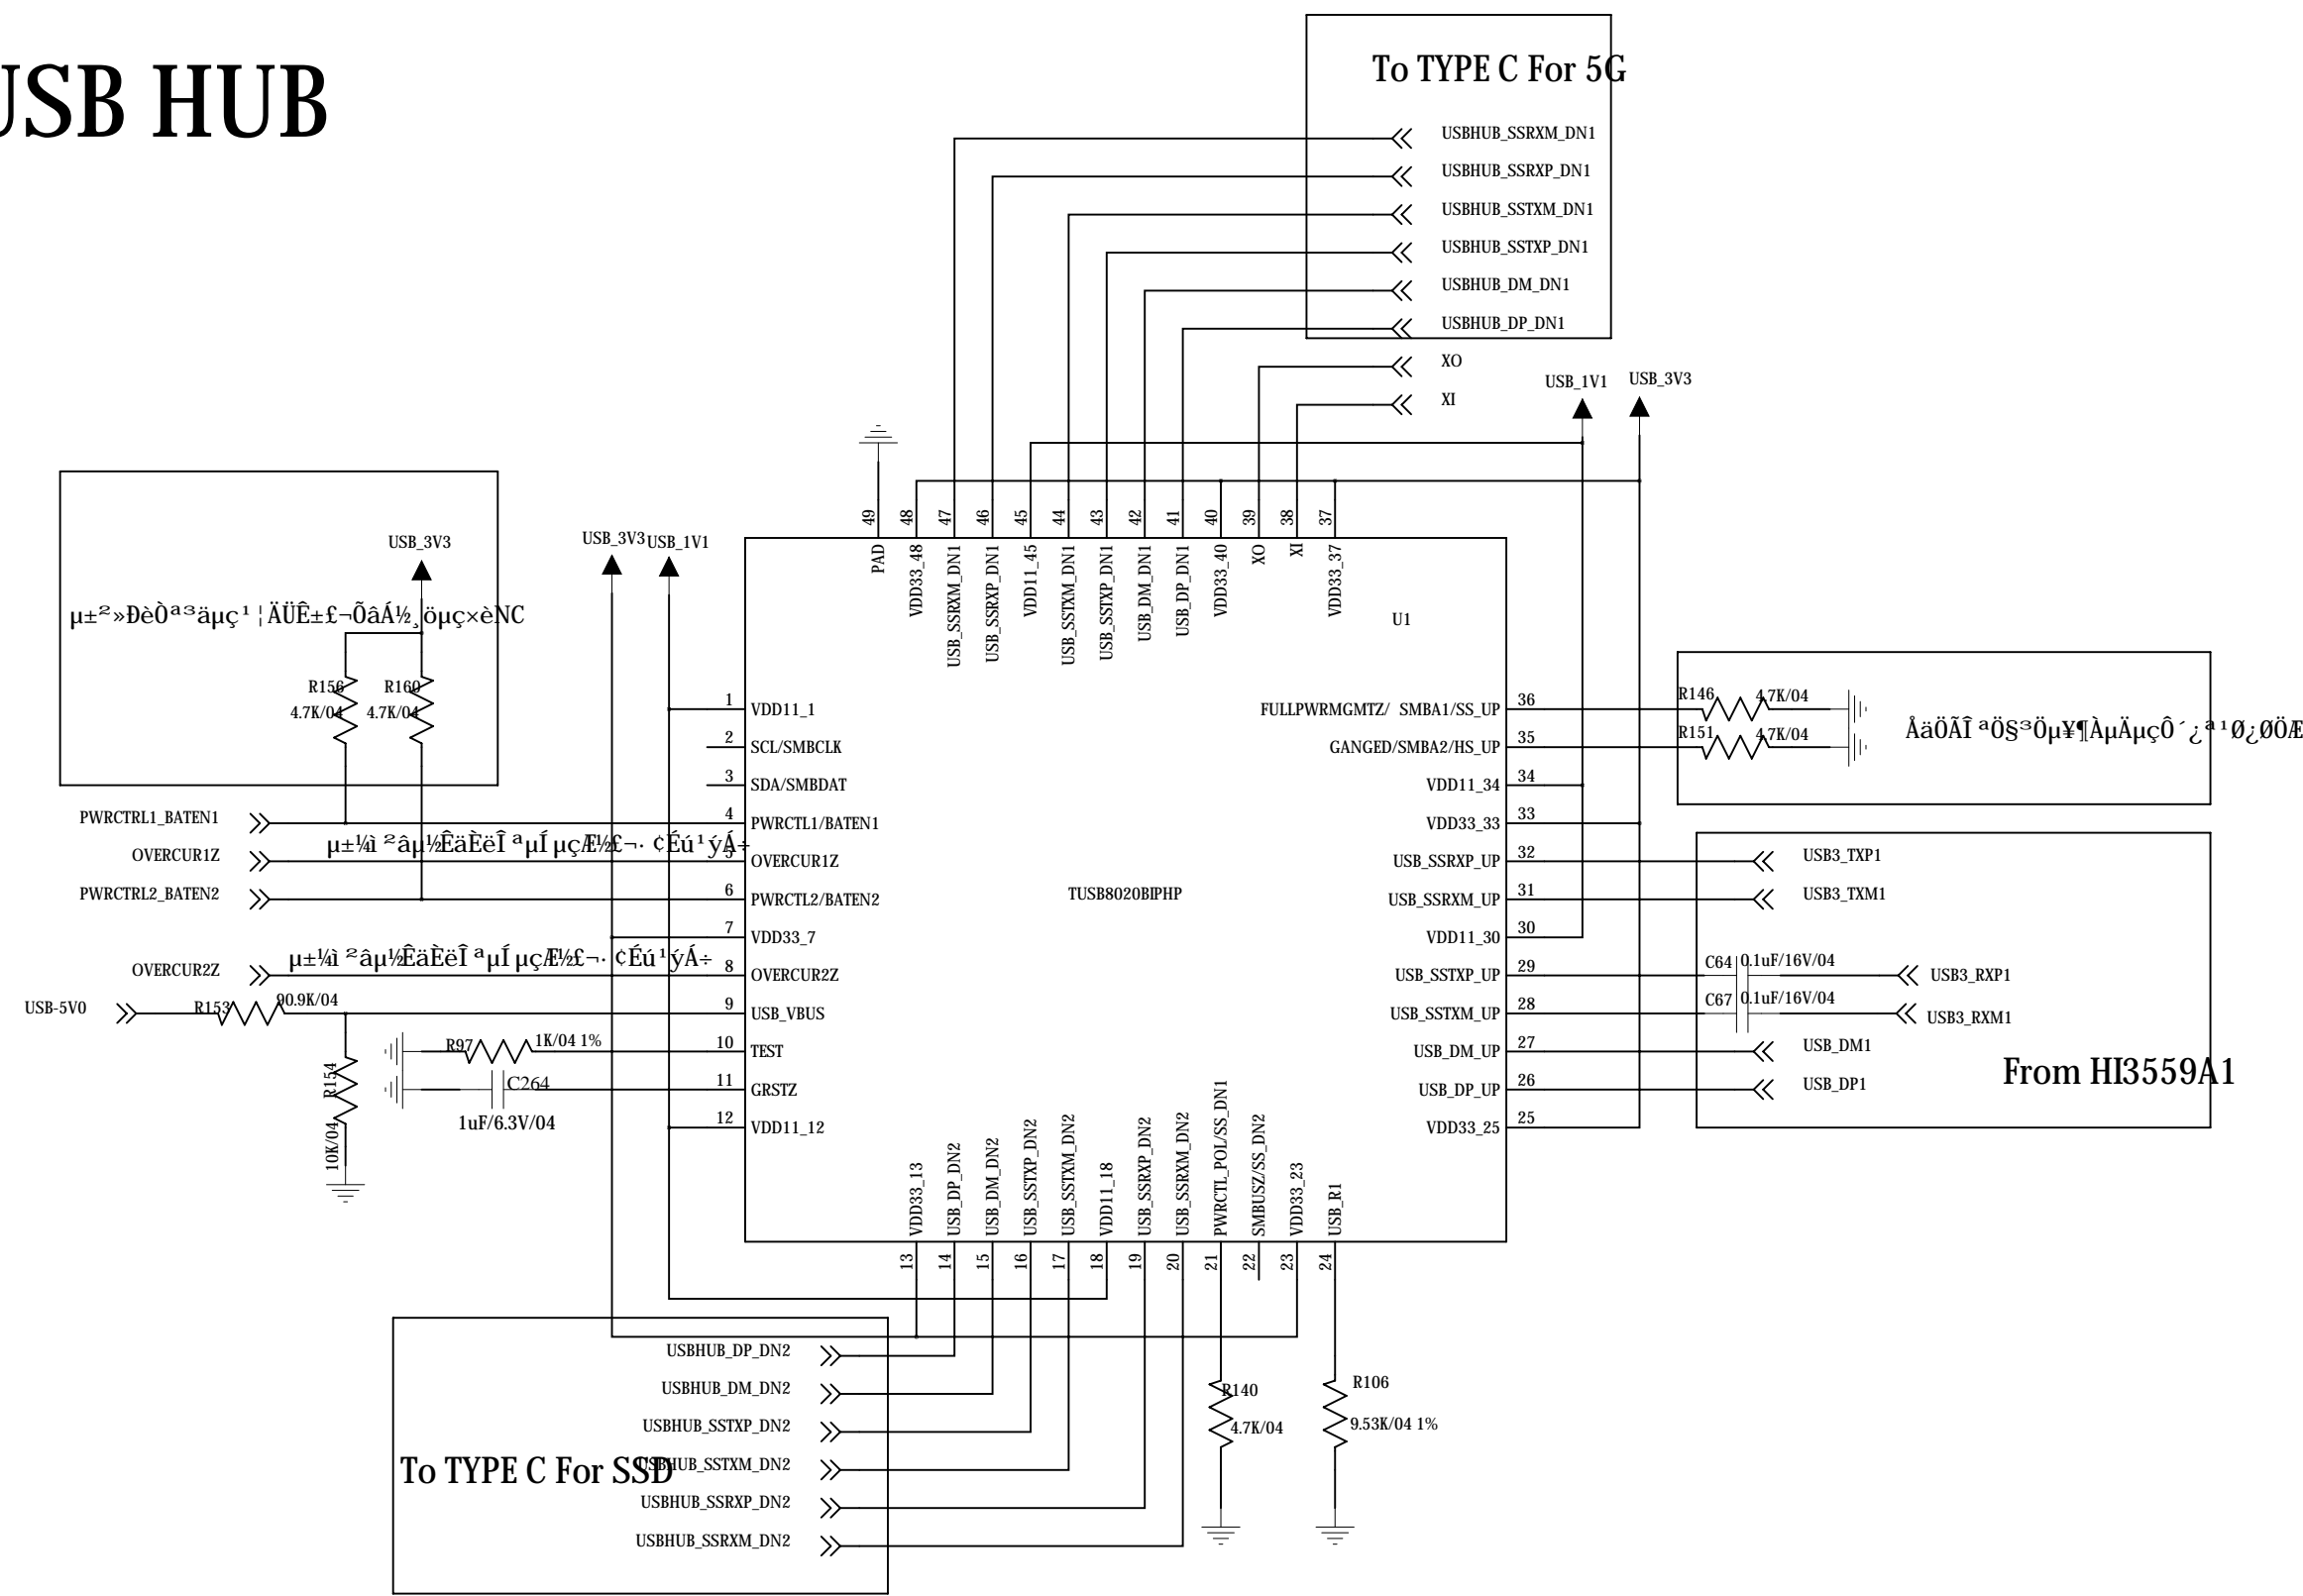 USB HUB
To TYPE C For 5G
USBHUB_SSRXM_DN1
USBHUB_SSRXP_DN1
USBHUB_SSTXM_DN1
USBHUB_SSTXP_DN1
USBHUB_DM_DN1
USBHUB_DP_DN1
XO
XI
USB_1V1
USB_3V3
USB_3V3
R156
4.7K/04
R160
4.7K/04
USB_3V3
USB_1V1
49
48
47
46
45
44
43
42
41
40
39
38
37
PAD
VDD33_48
USB_SSRXM_DN1
USB_SSRXP_DN1
VDD11_45
USB_SSTXM_DN1
USB_SSTXP_DN1
USB_DM_DN1
USB_DP_DN1
VDD33_40
XO
XI
VDD33_37
U1
TUSB8020BIPHP
PWRCTRL1_BATEN1
OVERCUR1Z
PWRCTRL2_BATEN2
OVERCUR2Z
USB-5V0
R153
90.9K/04
R154
10K/04
R97
1K/04 1%
C264
1uF/6.3V/04
1 VDD11_1
2 SCL/SMBCLK
3 SDA/SMBDAT
4 PWRCTL1/BATEN1
5 OVERCUR1Z
6 PWRCTL2/BATEN2
7 VDD33_7
8 OVERCUR2Z
9 USB_VBUS
10 TEST
11 GRSTZ
12 VDD11_12
FULLPWRMGMTZ/ SMBA1/SS_UP 36
GANGED/SMBA2/HS_UP 35
VDD11_34 34
VDD33_33 33
USB_SSRXP_UP 32
USB_SSRXM_UP 31
VDD11_30 30
USB_SSTXP_UP 29
USB_SSTXM_UP 28
USB_DM_UP 27
USB_DP_UP 26
VDD33_25 25
R146 4.7K/04
R151 4.7K/04
USB3_TXP1
USB3_TXM1
C64 0.1uF/16V/04
USB3_RXP1
C67 0.1uF/16V/04
USB3_RXM1
USB_DM1
USB_DP1
From HI3559A1
VDD33_13
USB_DP_DN2
USB_DM_DN2
USB_SSTXP_DN2
USB_SSTXM_DN2
VDD11_18
USB_SSRXP_DN2
USB_SSRXM_DN2
PWRCTL_POL/SS_DN1
SMBUSZ/SS_DN2
VDD33_23
USB_R1
13
14
15
16
17
18
19
20
21
22
23
24
USBHUB_DP_DN2
USBHUB_DM_DN2
USBHUB_SSTXP_DN2
To TYPE C For SSD
USBHUB_SSTXM_DN2
USBHUB_SSRXP_DN2
USBHUB_SSRXM_DN2
R140
4.7K/04
R106
9.53K/04 1%